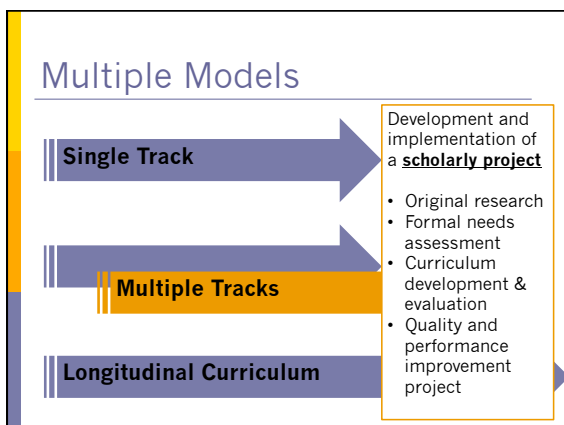 Multiple Models
Single Track
Multiple Tracks
Longitudinal Curriculum
Development and
implementation of
a scholarly project
• Original research
• Formal needs
assessment
• Curriculum
development &
evaluation
• Quality and
performance
improvement
project